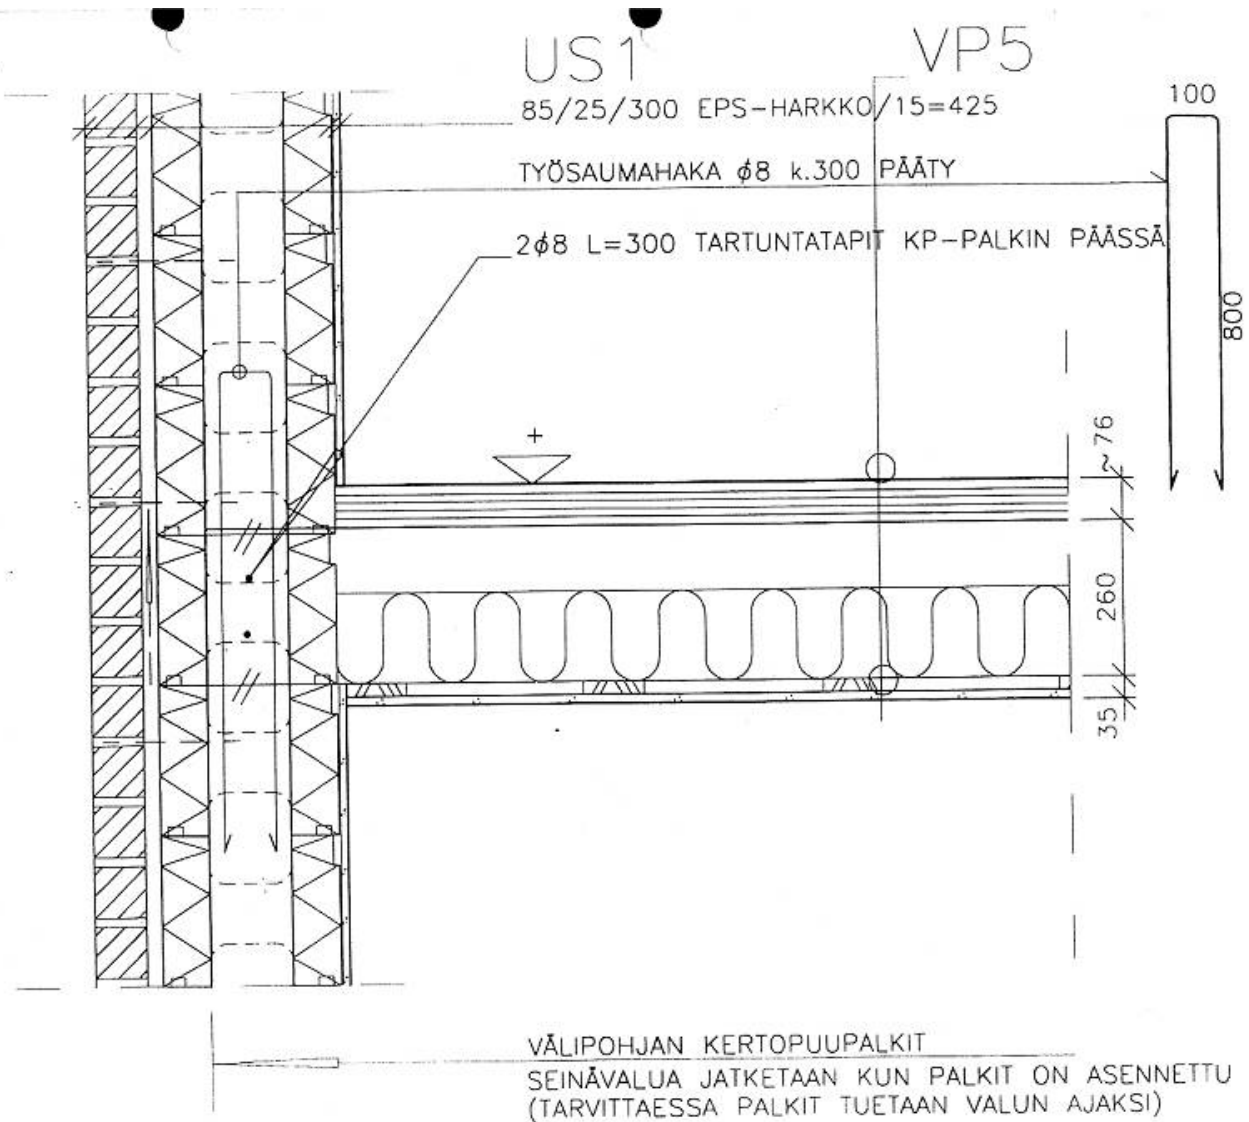 US1
VP5
85/25/300 EPS-HARKKO/15=425
100
TYÖSAUMAHAKA ϕ8 k.300 PÄÄTY
2ϕ8 L=300 TARTUNTATAPIT KP-PALKIN PÄÄSSÄ
800
+
~76
260
35
VÄLIPOHJAN KERTOPUUPALKIT
SEINÄVALUA JATKETAAN KUN PALKIT ON ASENNETTU
(TARVITTAESSA PALKIT TUETAAN VALUN AJAKSI)